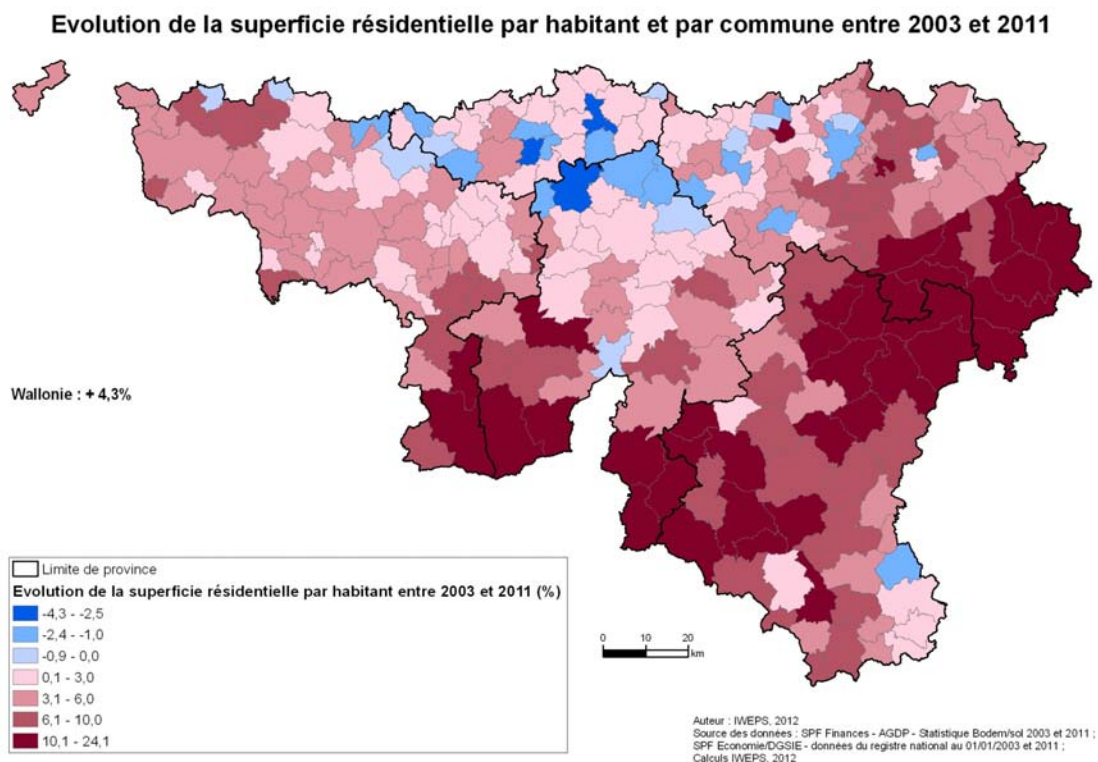 Evolution de la superficie résidentielle par habitant et par commune entre 2003 et 2011
Wallonie : + 4,3%
Limite de province
Evolution de la superficie résidentielle par habitant entre 2003 et 2011 (%)
-4,3 - -2,5
-2,4 - -1,0
-0,9 - 0,0
0,1 - 3,0
3,1 - 6,0
6,1 - 10,0
10,1 - 24,1
0 10 20
km
Auteur : IWEPS, 2012
Source des données : SPF Finances - AGDP - Statistique Bodem/sol 2003 et 2011 ;
SPF Economie/DGSIE - données du registre national au 01/01/2003 et 2011 ;
Calculs IWEPS, 2012